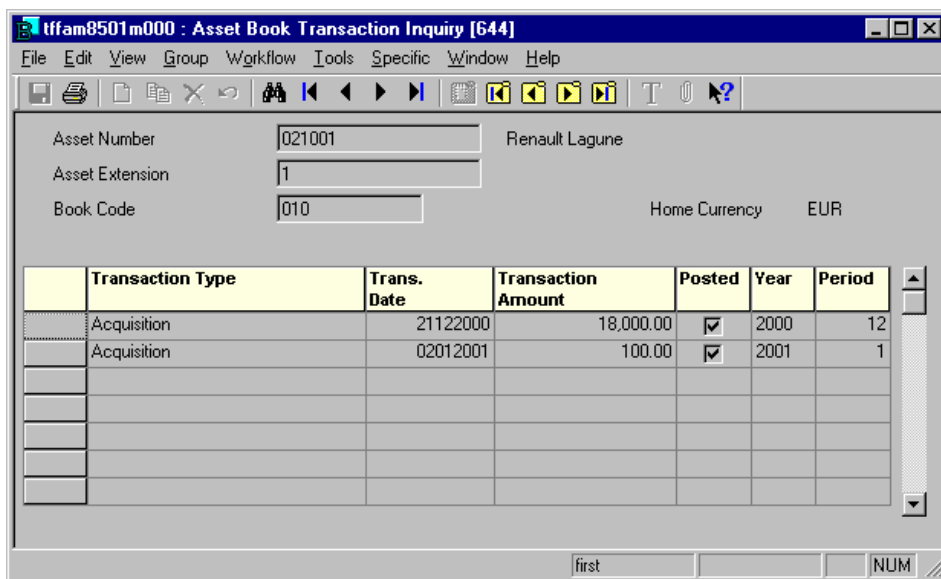 tffam8501m000 : Asset Book Transaction Inquiry [644]
File Edit View Group Workflow Tools Specific Window Help
Asset Number 021001 Renault Lagune
Asset Extension 1
Book Code 010 Home Currency EUR
Transaction Type Trans. Date Transaction Amount Posted Year Period
Acquisition 21122000 18,000.00 2000 12
Acquisition 02012001 100.00 2001 1
first NUM